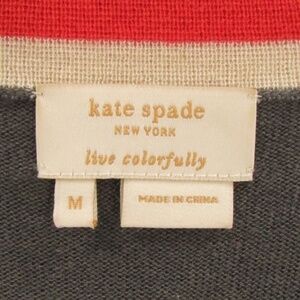 kate spade
NEW YORK
live colorfully
M
MADE IN CHINA